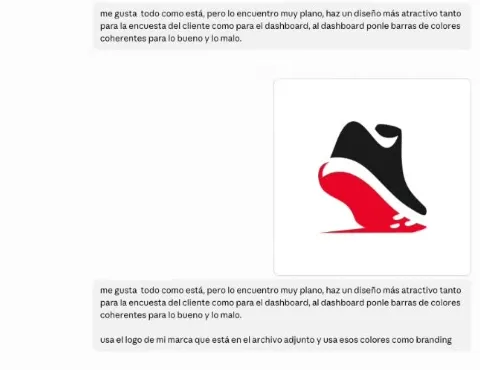 me gusta  todo como está, pero lo encuentro muy plano, haz un diseño más atractivo tanto
para la encuesta del cliente como para el dashboard, al dashboard ponle barras de colores
coherentes para lo bueno y lo malo.
me gusta  todo como está, pero lo encuentro muy plano, haz un diseño más atractivo tanto
para la encuesta del cliente como para el dashboard, al dashboard ponle barras de colores
coherentes para lo bueno y lo malo.
usa el logo de mi marca que está en el archivo adjunto y usa esos colores como branding